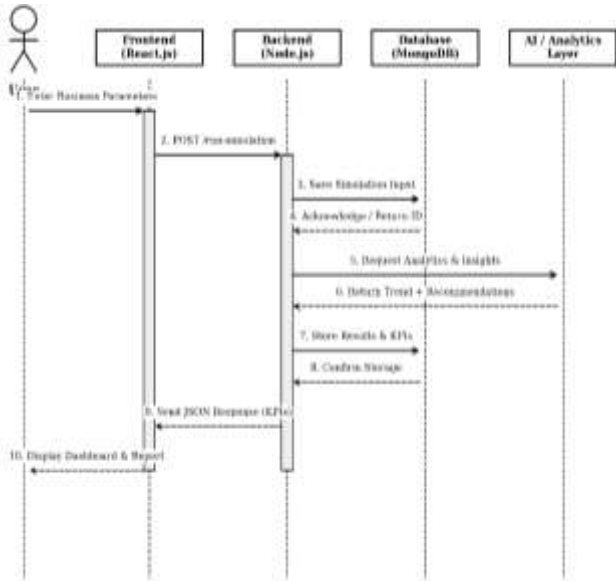 Frontend
(React.js)
Backend
(Node.js)
Database
(MongoDB)
AI / Analytics
Layer
1. Enter Business Parameters
2. POST /run-simulation
3. Save Simulation Input
4. Acknowledge / Return ID
5. Request Analytics & Insights
6. Return Trend + Recommendations
7. Store Results & KPIs
8. Confirm Storage
9. Send JSON Response (KPIs)
10. Display Dashboard & Report